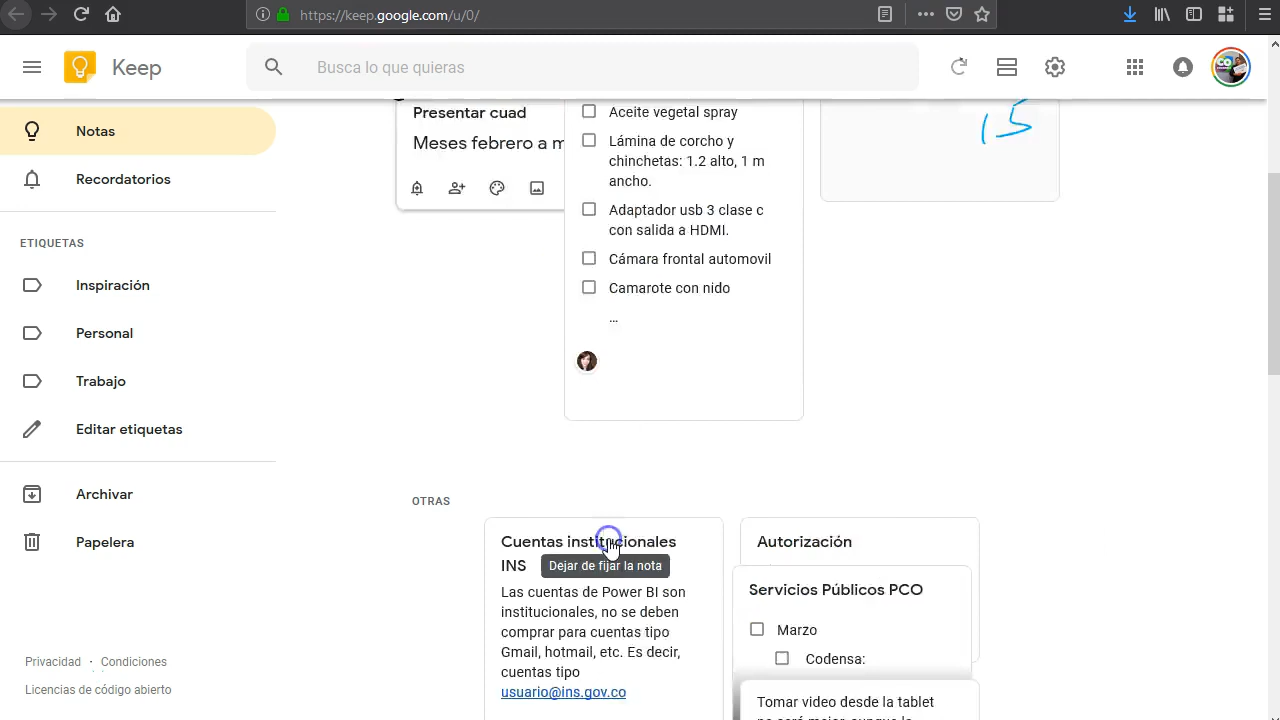 https://keep.google.com/u/0/
Keep
Busca lo que quieras
Notas
Recordatorios
ETIQUETAS
Inspiración
Personal
Trabajo
Editar etiquetas
Archivar
Papelera
Privacidad · Condiciones
Licencias de código abierto
Presentar cuad
Meses febrero a m
Aceite vegetal spray
Lámina de corcho y
chinchetas: 1.2 alto, 1 m
ancho.
Adaptador usb 3 clase c
con salida a HDMI.
Cámara frontal automovil
Camarote con nido
...
15
OTRAS
Cuentas institucionales
INS
Dejar de fijar la nota
Las cuentas de Power BI son
institucionales, no se deben
comprar para cuentas tipo
Gmail, hotmail, etc. Es decir,
cuentas tipo
usuario@ins.gov.co
Autorización
Servicios Públicos PCO
Marzo
Codensa:
Tomar video desde la tablet